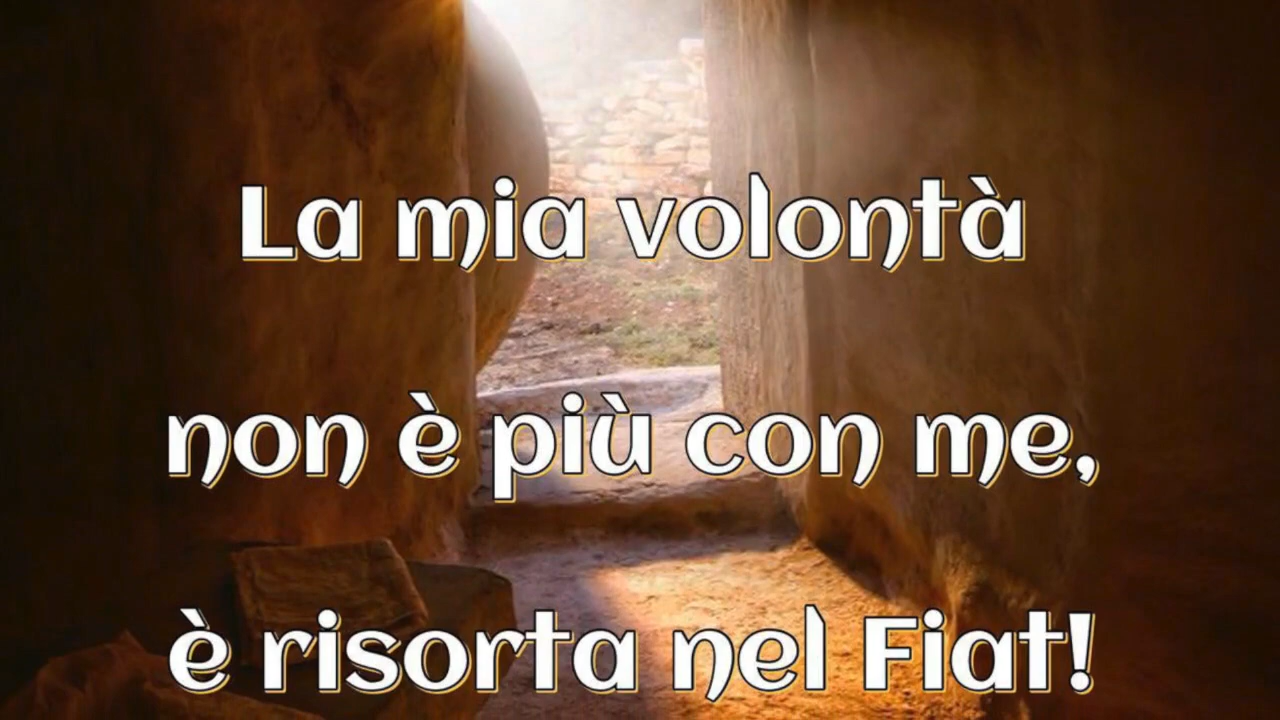 La mia volontà
non è più con me,
è risorta nel Fiat!